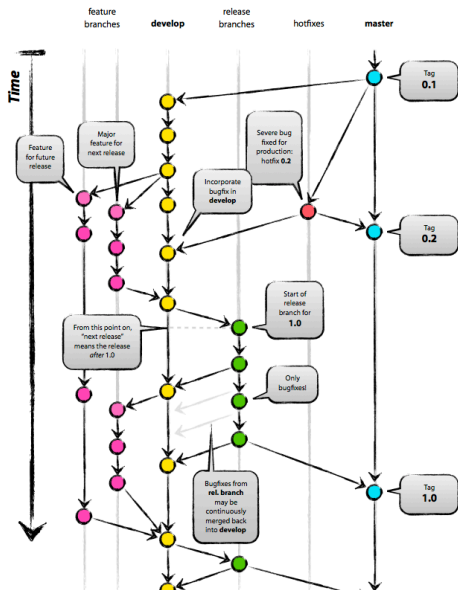 feature
branches
develop
release
branches
hotfixes
master
Time
Tag
0.1
Feature
for future
release
Major
feature for
next release
Severe bug
fixed for
production:
hotfix 0.2
Incorporate
bugfix in
develop
Tag
0.2
Start of
release
branch for
1.0
From this point on,
"next release"
means the release
after 1.0
Only
bugfixes!
Bugfixes from
rel. branch
may be
continuously
merged back
into develop
Tag
1.0